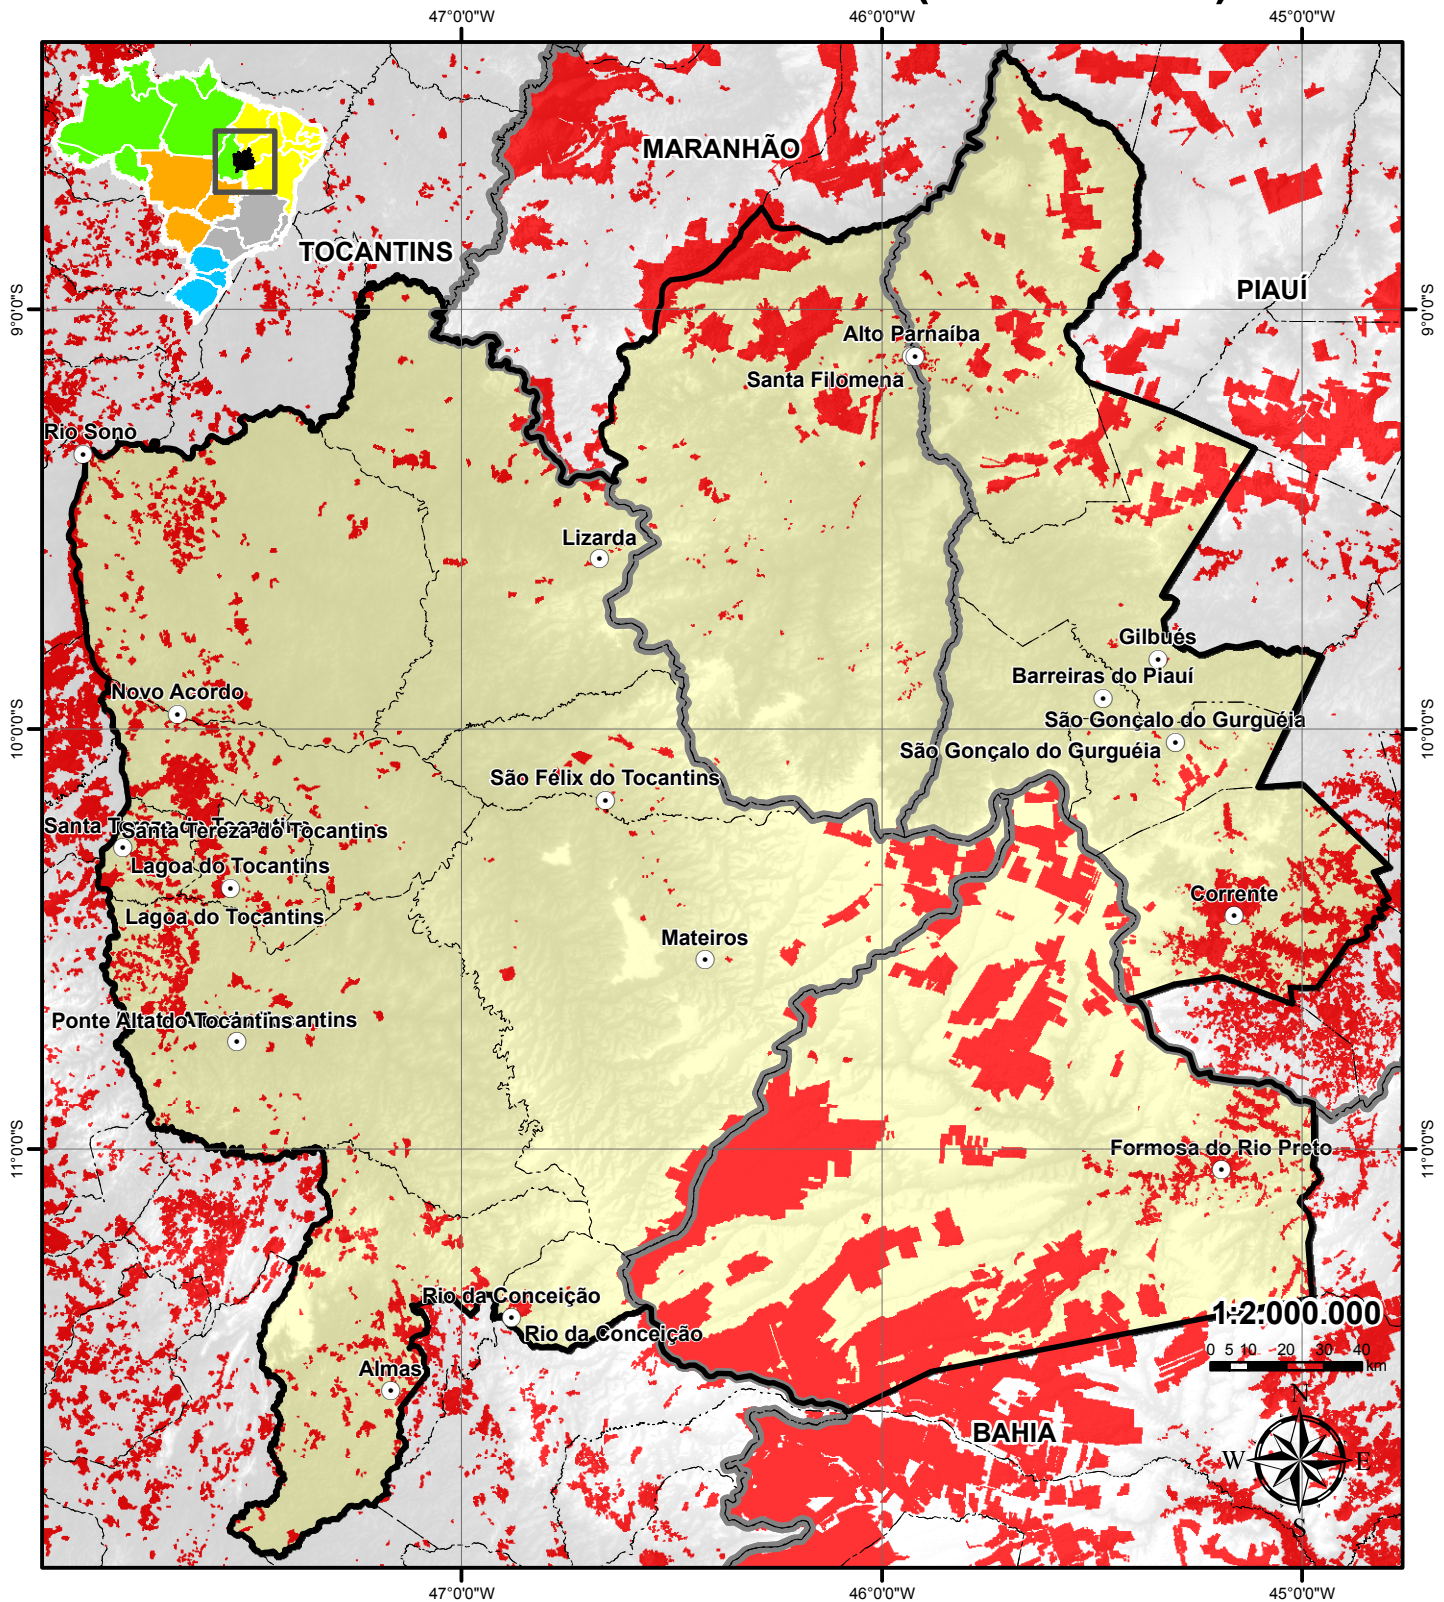 47°0'0"W
46°0'0"W
45°0'0"W
MARANHÃO
TOCANTINS
PIAUÍ
9°0'0"S
9°0'0"S
Alto Parnaíba
Santa Filomena
Rio Sono
Lizarda
Gilbués
Barreiras do Piauí
Novo Acordo
São Gonçalo do Gurguéia
10°0'0"S
10°0'0"S
São Gonçalo do Gurguéia
São Félix do Tocantins
Santa Tereza do Tocantins
Lagoa do Tocantins
Corrente
Lagoa do Tocantins
Mateiros
Ponte Alta do Tocantins
11°0'0"S
11°0'0"S
Formosa do Rio Preto
Rio da Conceição
1:2.000.000
Rio da Conceição
0 5 10 20 30 40
km
Almas
N
BAHIA
W
E
S
47°0'0"W
46°0'0"W
45°0'0"W